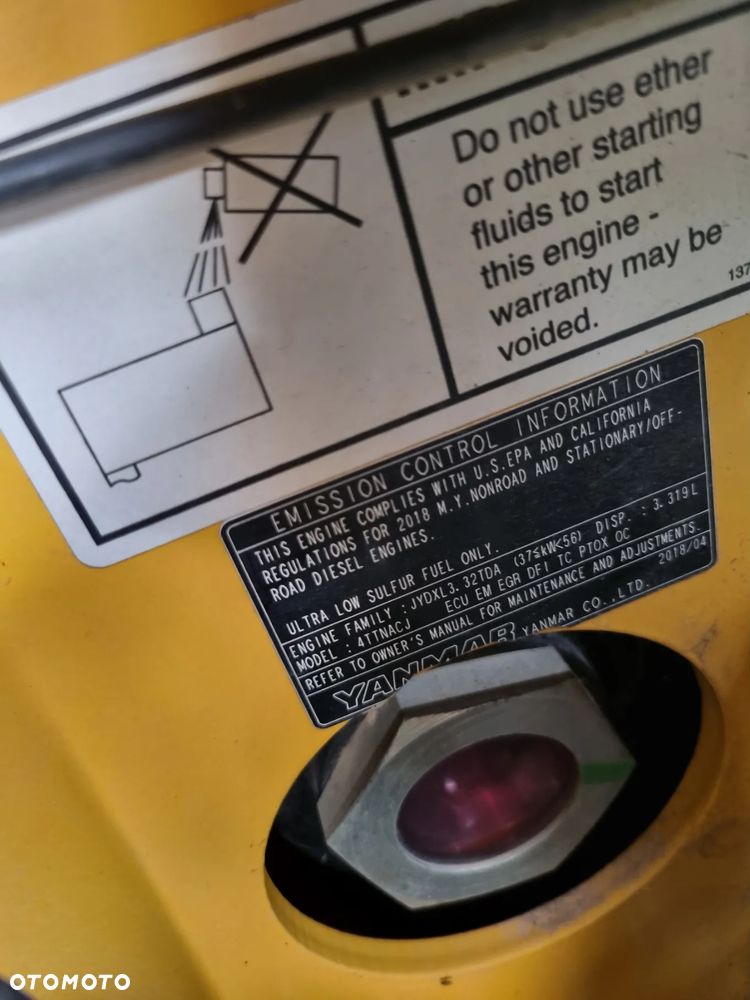 Do not use ether
or other starting
fluids to start
this engine -
warranty may be
voided.
137
EMISSION CONTROL INFORMATION
THIS ENGINE COMPLIES WITH U.S.EPA AND CALIFORNIA
REGULATIONS FOR 2018 M.Y.NONROAD AND STATIONARY/OFF-
ROAD DIESEL ENGINES.
ULTRA LOW SULFUR FUEL ONLY.
ENGINE FAMILY : JYDXL3.32TDA (37≤kW<56) DISP. : 3.319L
MODEL : 4TTNACJ ECU EM EGR DFI TC PTOX OC
REFER TO OWNER'S MANUAL FOR MAINTENANCE AND ADJUSTMENTS.
YANMAR YANMAR CO.,LTD. 2018/04
OTOMOTO